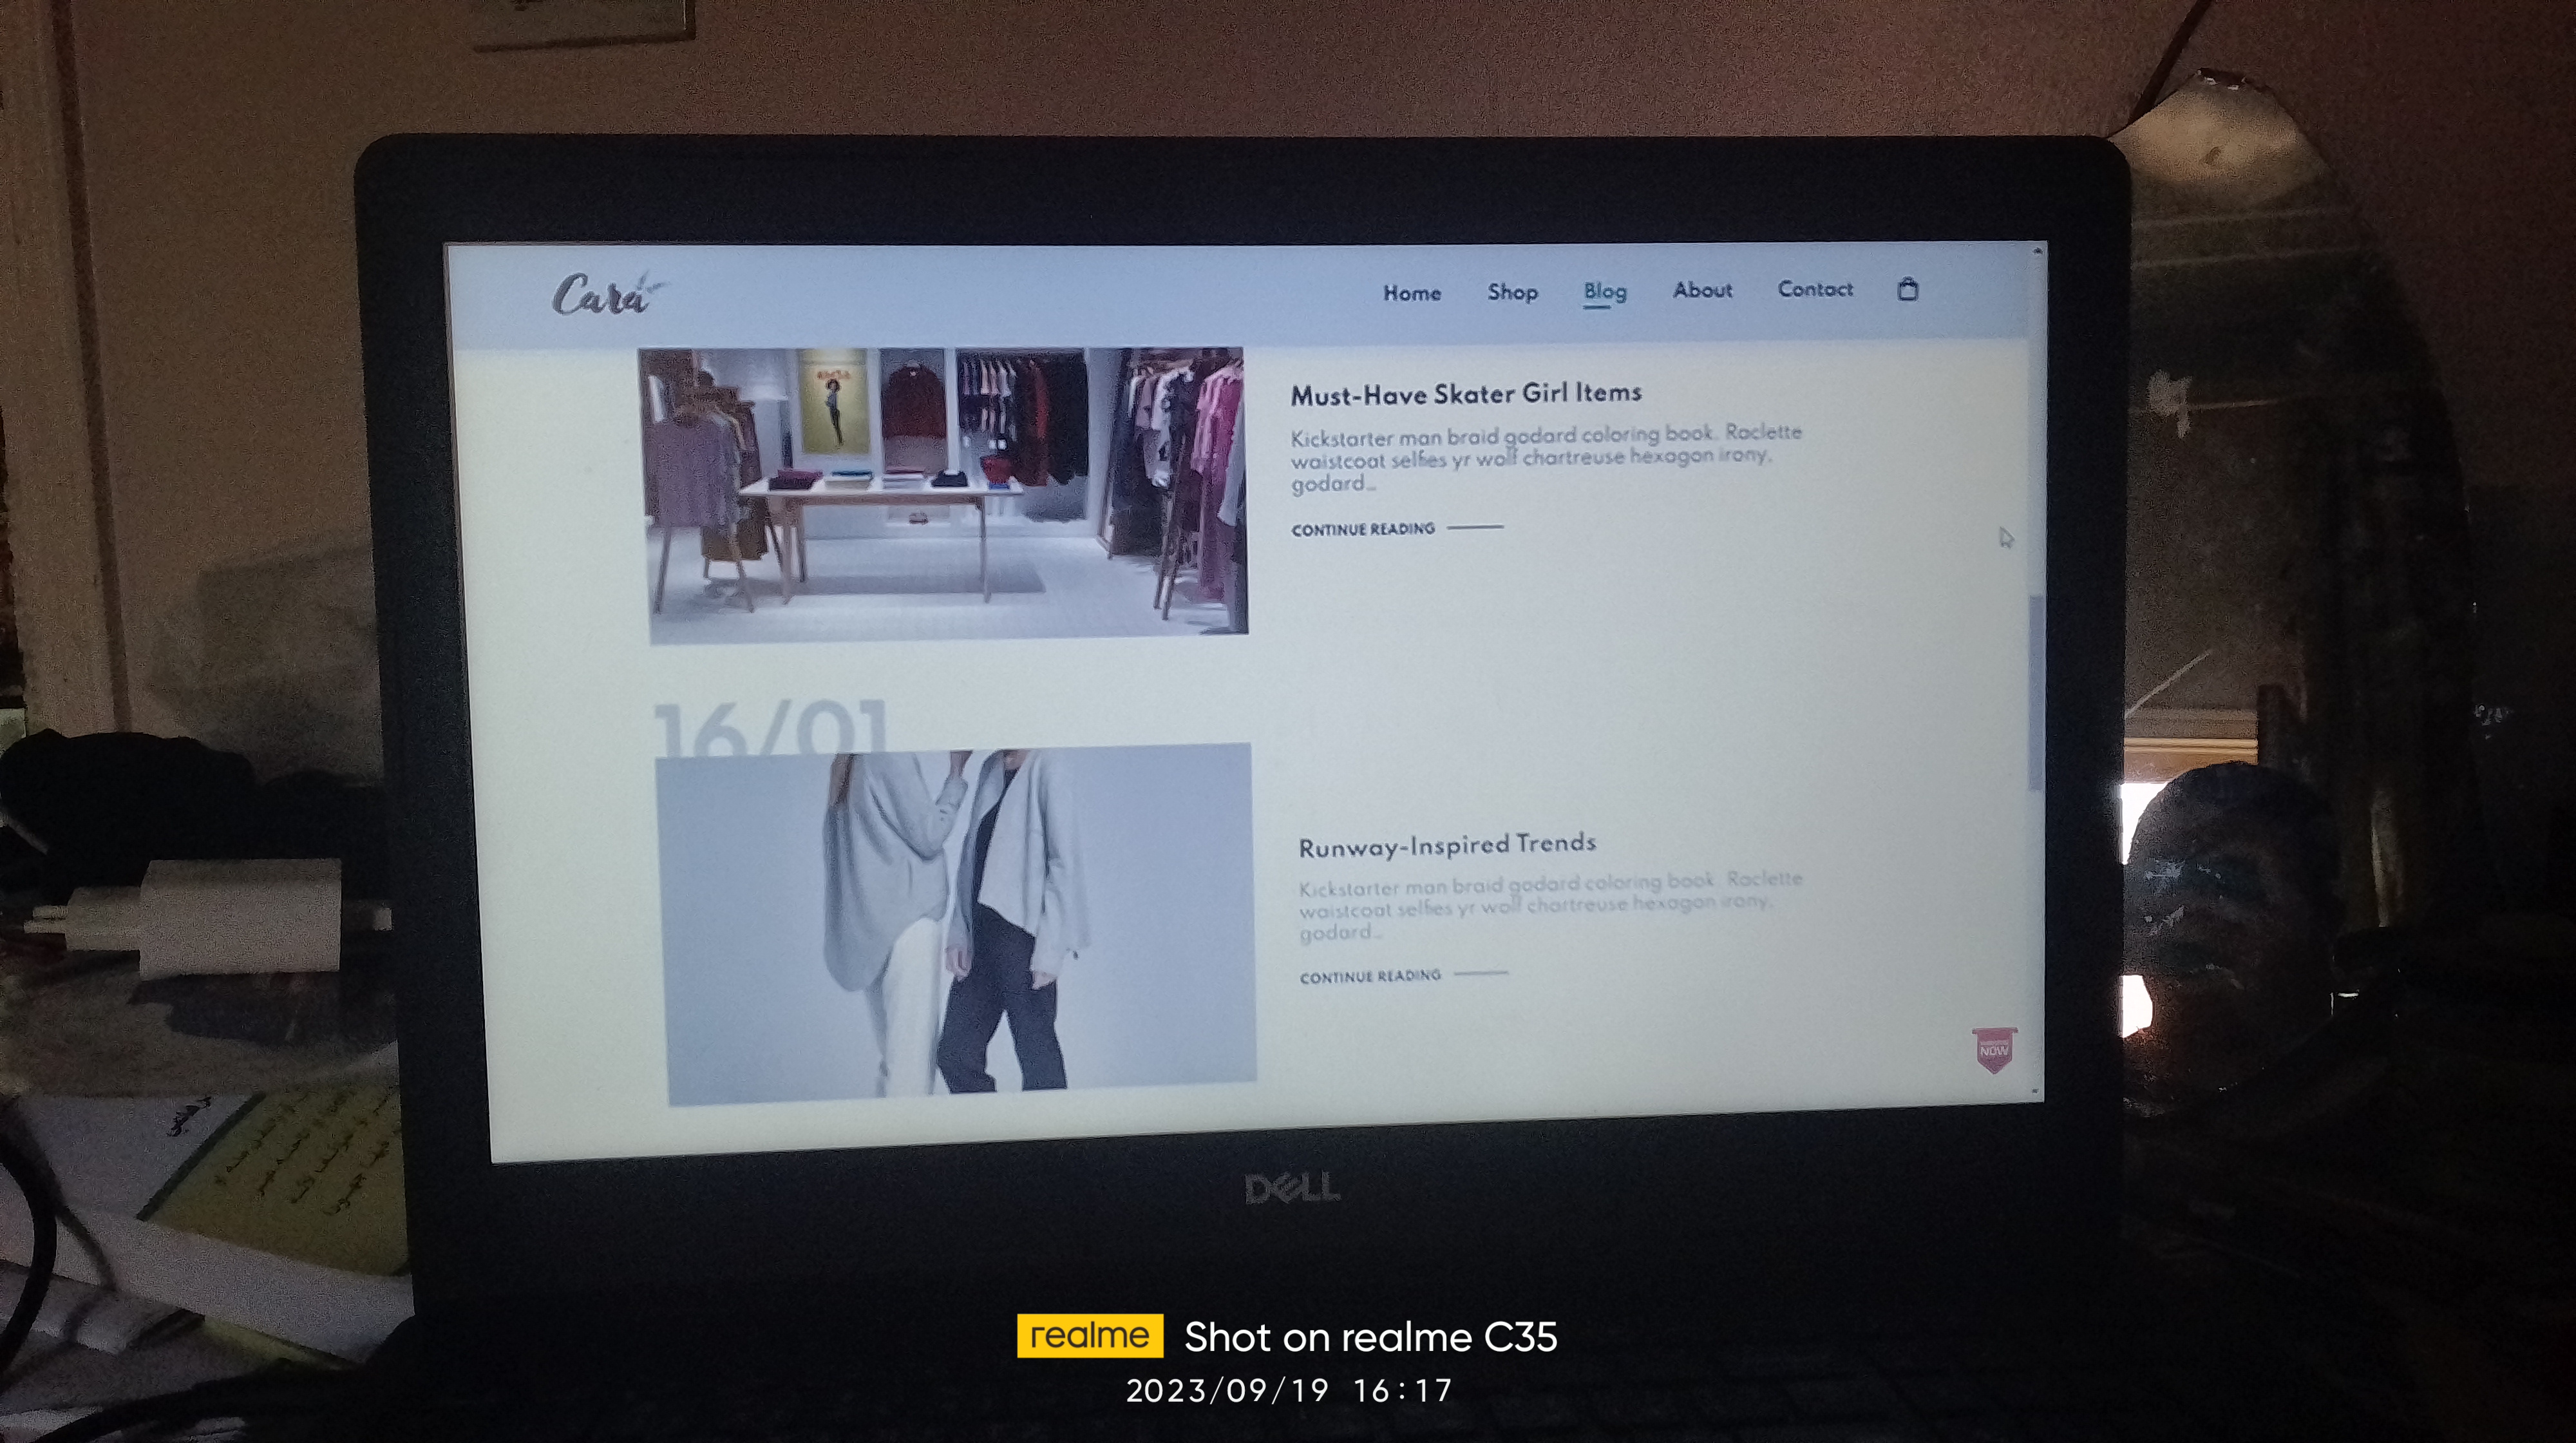 Cara
Home Shop Blog About Contact
Must-Have Skater Girl Items
Kickstarter man braid godard coloring book. Raclette
waistcoat selfies yr wolf chartreuse hexagon irony,
godard...
CONTINUE READING
16/01
Runway-Inspired Trends
Kickstarter man braid godard coloring book. Raclette
waistcoat selfies yr wolf chartreuse hexagon irony,
godard...
CONTINUE READING
NOW
DELL
realme Shot on realme C35
2023/09/19 16:17